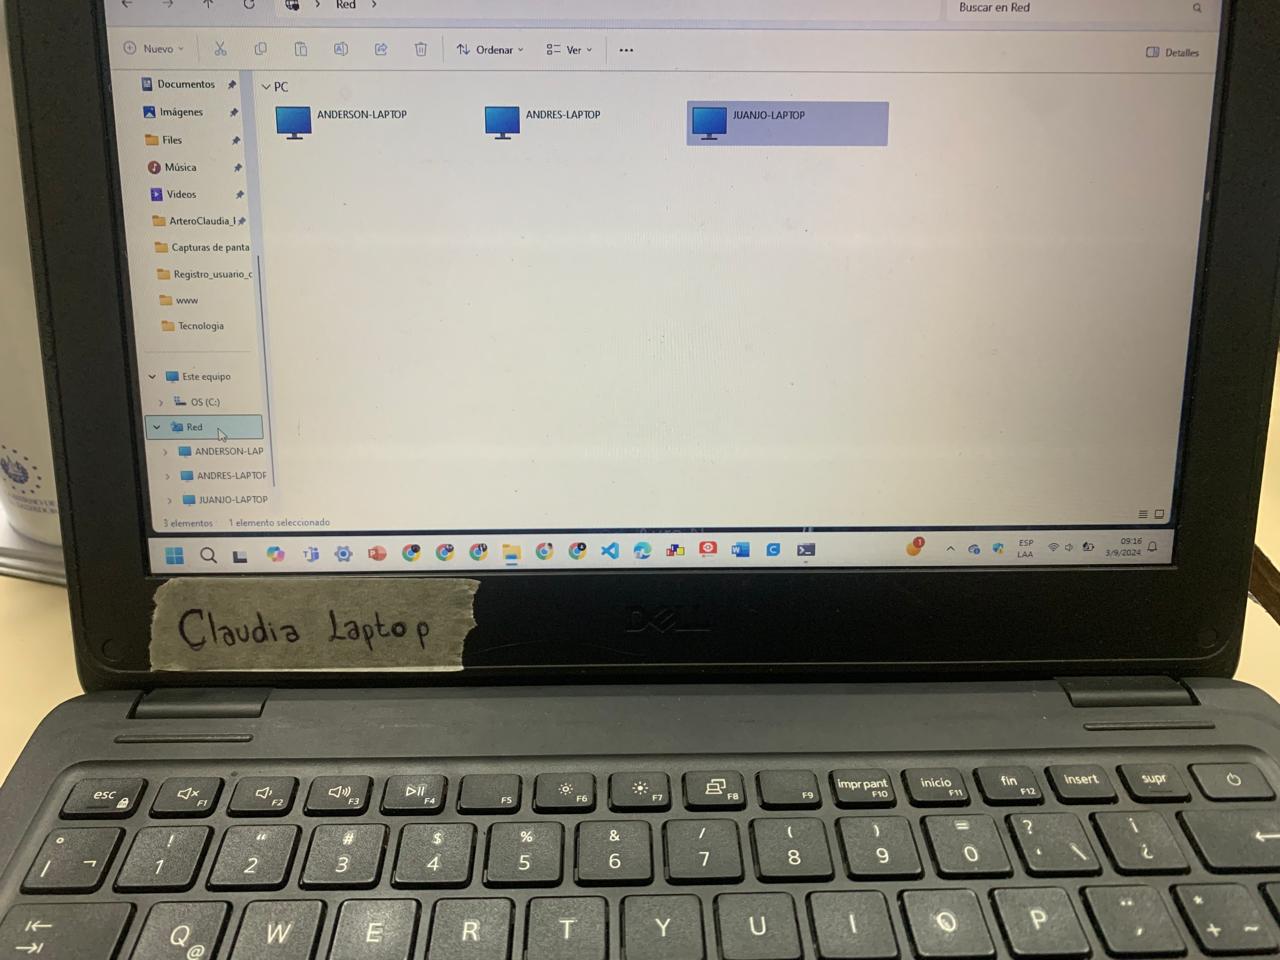 Red
Buscar en Red
Nuevo
Ordenar
Ver
Detalles
Documentos
Imágenes
Files
Música
Videos
ArteroClaudia_
Capturas de panta
Registro_usuario_c
www
Tecnologia
Este equipo
OS (C:)
Red
ANDERSON-LAP
ANDRES-LAPTOP
JUANJO-LAPTOP
PC
ANDERSON-LAPTOP
ANDRES-LAPTOP
JUANJO-LAPTOP
3 elementos 1 elemento seleccionado
ESP
LAA
09:16
3/9/2024
Claudia Laptop
DELL
esc F1 F2 F3 F4 F5 F6 F7 F8 F9 impr pant F10 inicio F11 fin F12 insert supr
° | ¬ ! 1 " 2 # 3 $ 4 % 5 & 6 / 7 ( 8 ) 9 = 0 ? ' \ ¡ ¿
Q @ W E R T Y U I O P ¨ ´ * + ~